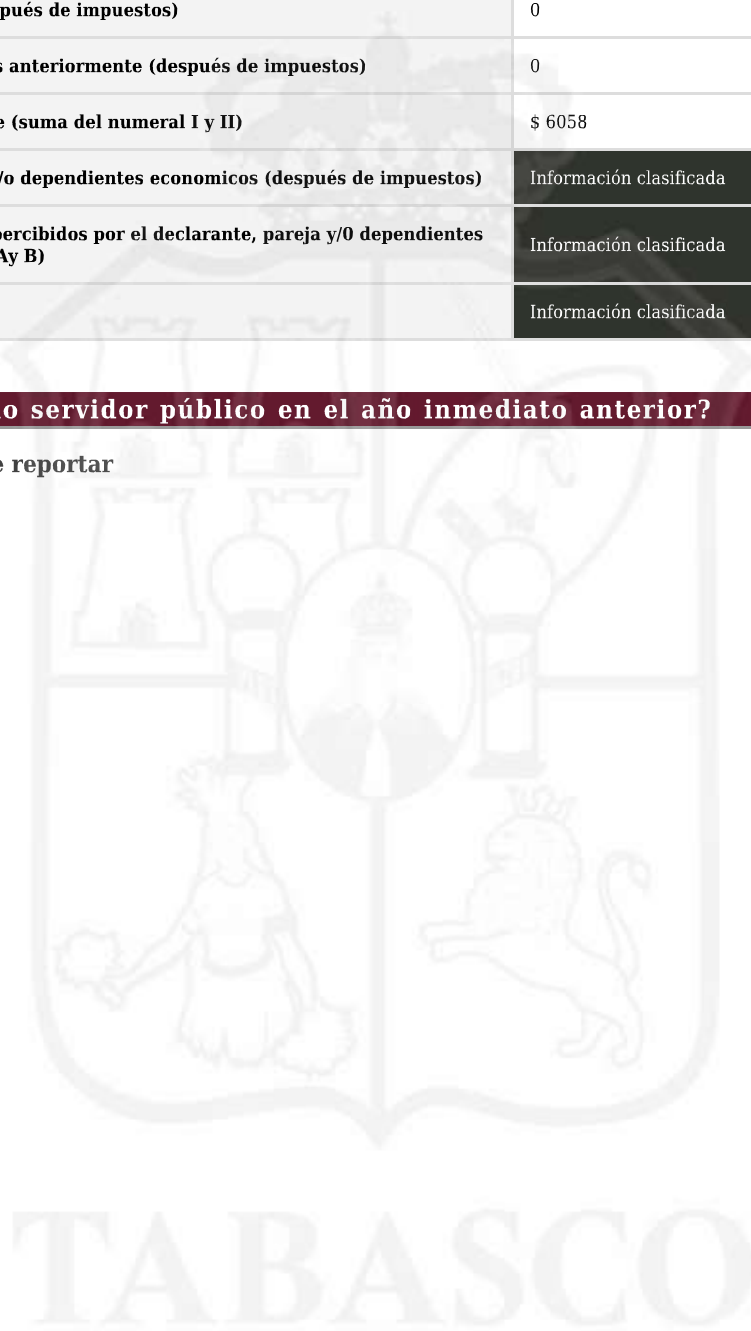 pués de impuestos)
0
s anteriormente (después de impuestos)
0
e (suma del numeral I y II)
$ 6058
/o dependientes economicos (después de impuestos)
Información clasificada
percibidos por el declarante, pareja y/0 dependientes
Ay B)
Información clasificada
Información clasificada
o servidor público en el año inmediato anterior?
e reportar
TABASCO